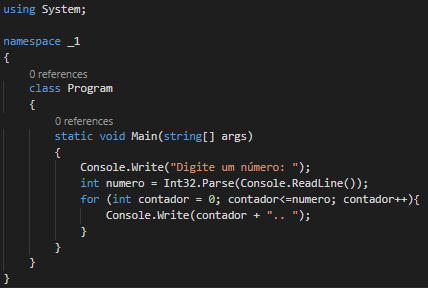 using System;
namespace _1
{
0 references
class Program
{
0 references
static void Main(string[] args)
{
Console.Write("Digite um número: ");
int numero = Int32.Parse(Console.ReadLine());
for (int contador = 0; contador<=numero; contador++){
Console.Write(contador + ".. ");
}
}
}
}